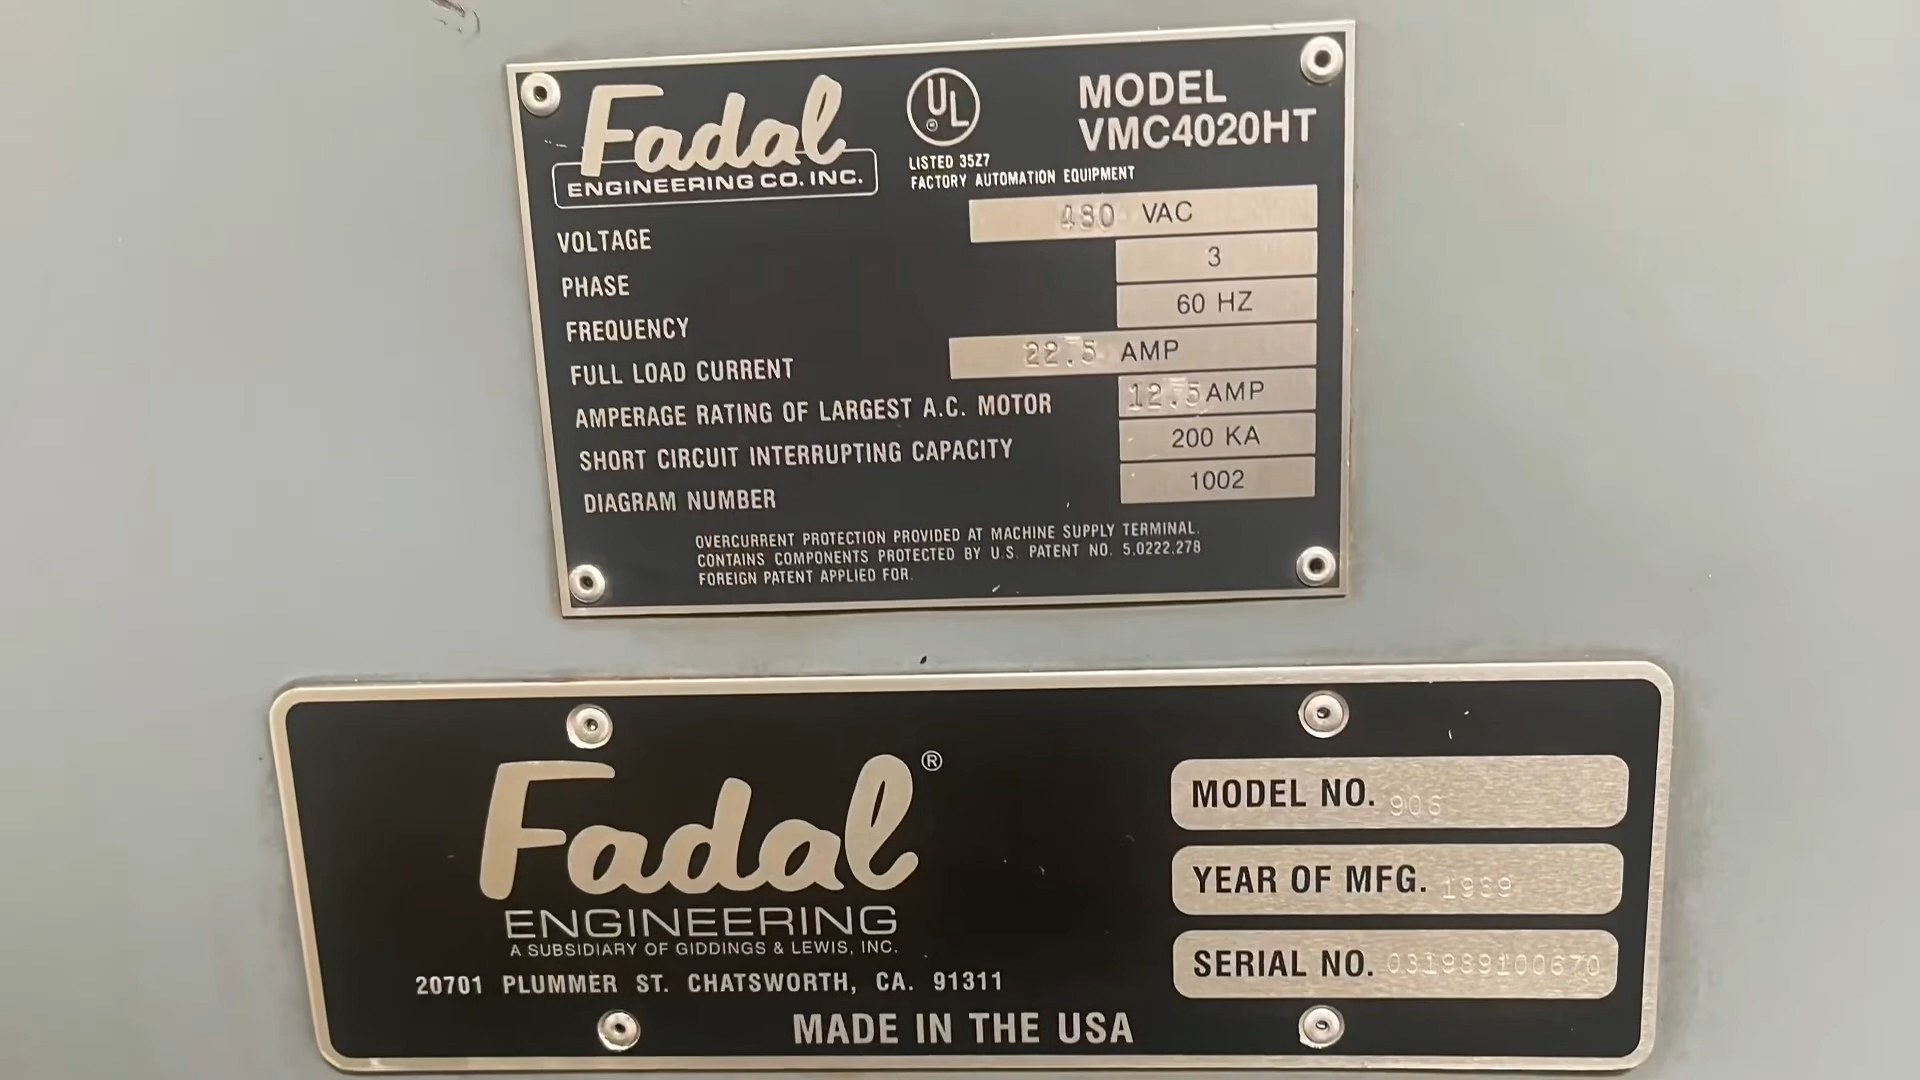 Fadal
ENGINEERING CO. INC.
UL
LISTED 35Z7
FACTORY AUTOMATION EQUIPMENT
MODEL
VMC4020HT
VOLTAGE 480 VAC
PHASE 3
FREQUENCY 60 HZ
FULL LOAD CURRENT 22.5 AMP
AMPERAGE RATING OF LARGEST A.C. MOTOR 12.5 AMP
SHORT CIRCUIT INTERRUPTING CAPACITY 200 KA
DIAGRAM NUMBER 1002
OVERCURRENT PROTECTION PROVIDED AT MACHINE SUPPLY TERMINAL.
CONTAINS COMPONENTS PROTECTED BY U.S. PATENT NO. 5.0222.278
FOREIGN PATENT APPLIED FOR.
Fadal®
ENGINEERING
A SUBSIDIARY OF GIDDINGS & LEWIS, INC.
20701 PLUMMER ST. CHATSWORTH, CA. 91311
MADE IN THE USA
MODEL NO. 906
YEAR OF MFG.
SERIAL NO.